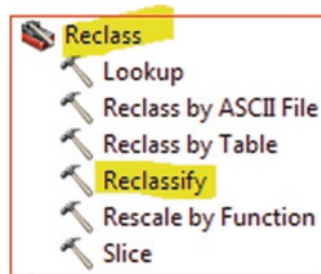 Reclass
Lookup
Reclass by ASCII File
Reclass by Table
Reclassify
Rescale by Function
Slice